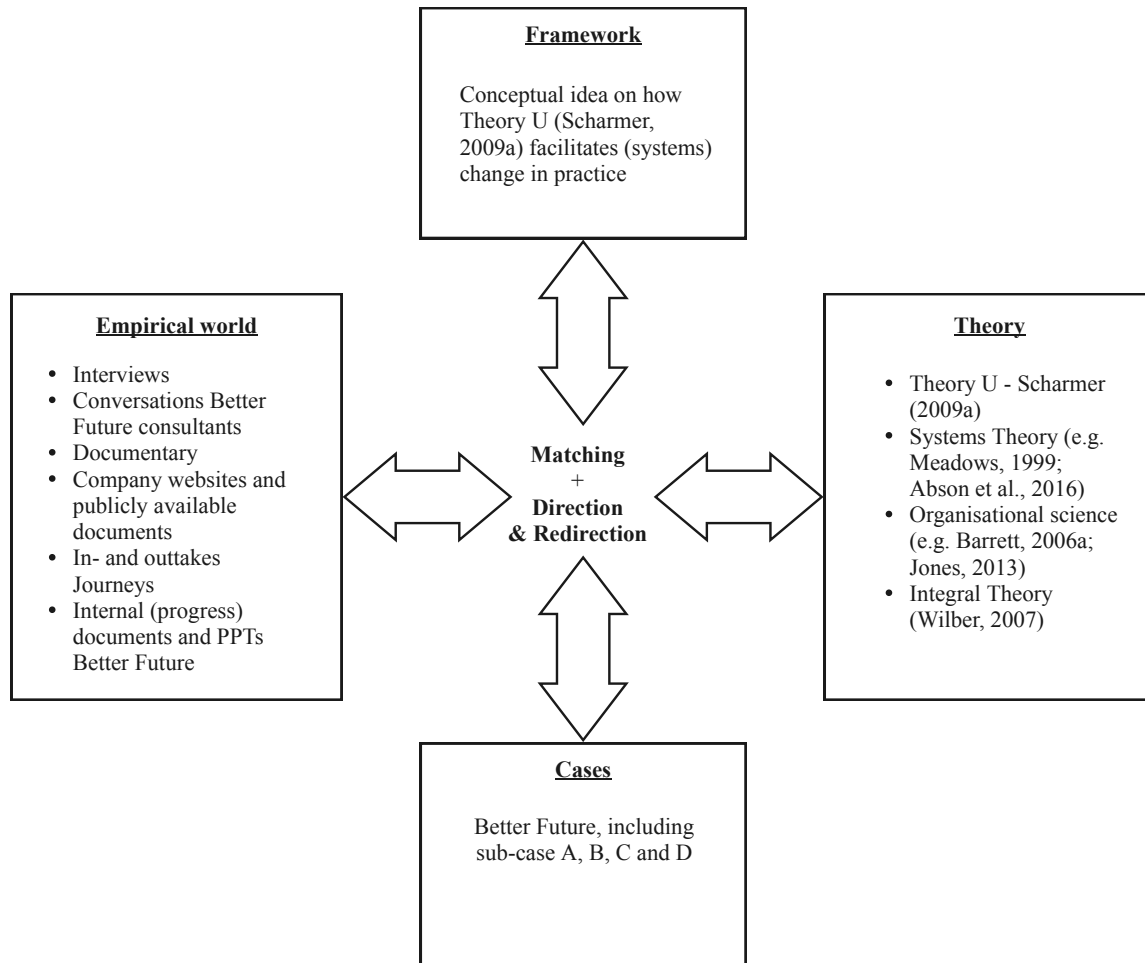 Framework
Conceptual idea on how
Theory U (Scharmer,
2009a) facilitates (systems)
change in practice
Empirical world
• Interviews
• Conversations Better
Future consultants
• Documentary
• Company websites and
publicly available
documents
• In- and outtakes
Journeys
• Internal (progress)
documents and PPTs
Better Future
Matching
+
Direction
& Redirection
Theory
• Theory U - Scharmer
(2009a)
• Systems Theory (e.g.
Meadows, 1999;
Abson et al., 2016)
• Organisational science
(e.g. Barrett, 2006a;
Jones, 2013)
• Integral Theory
(Wilber, 2007)
Cases
Better Future, including
sub-case A, B, C and D